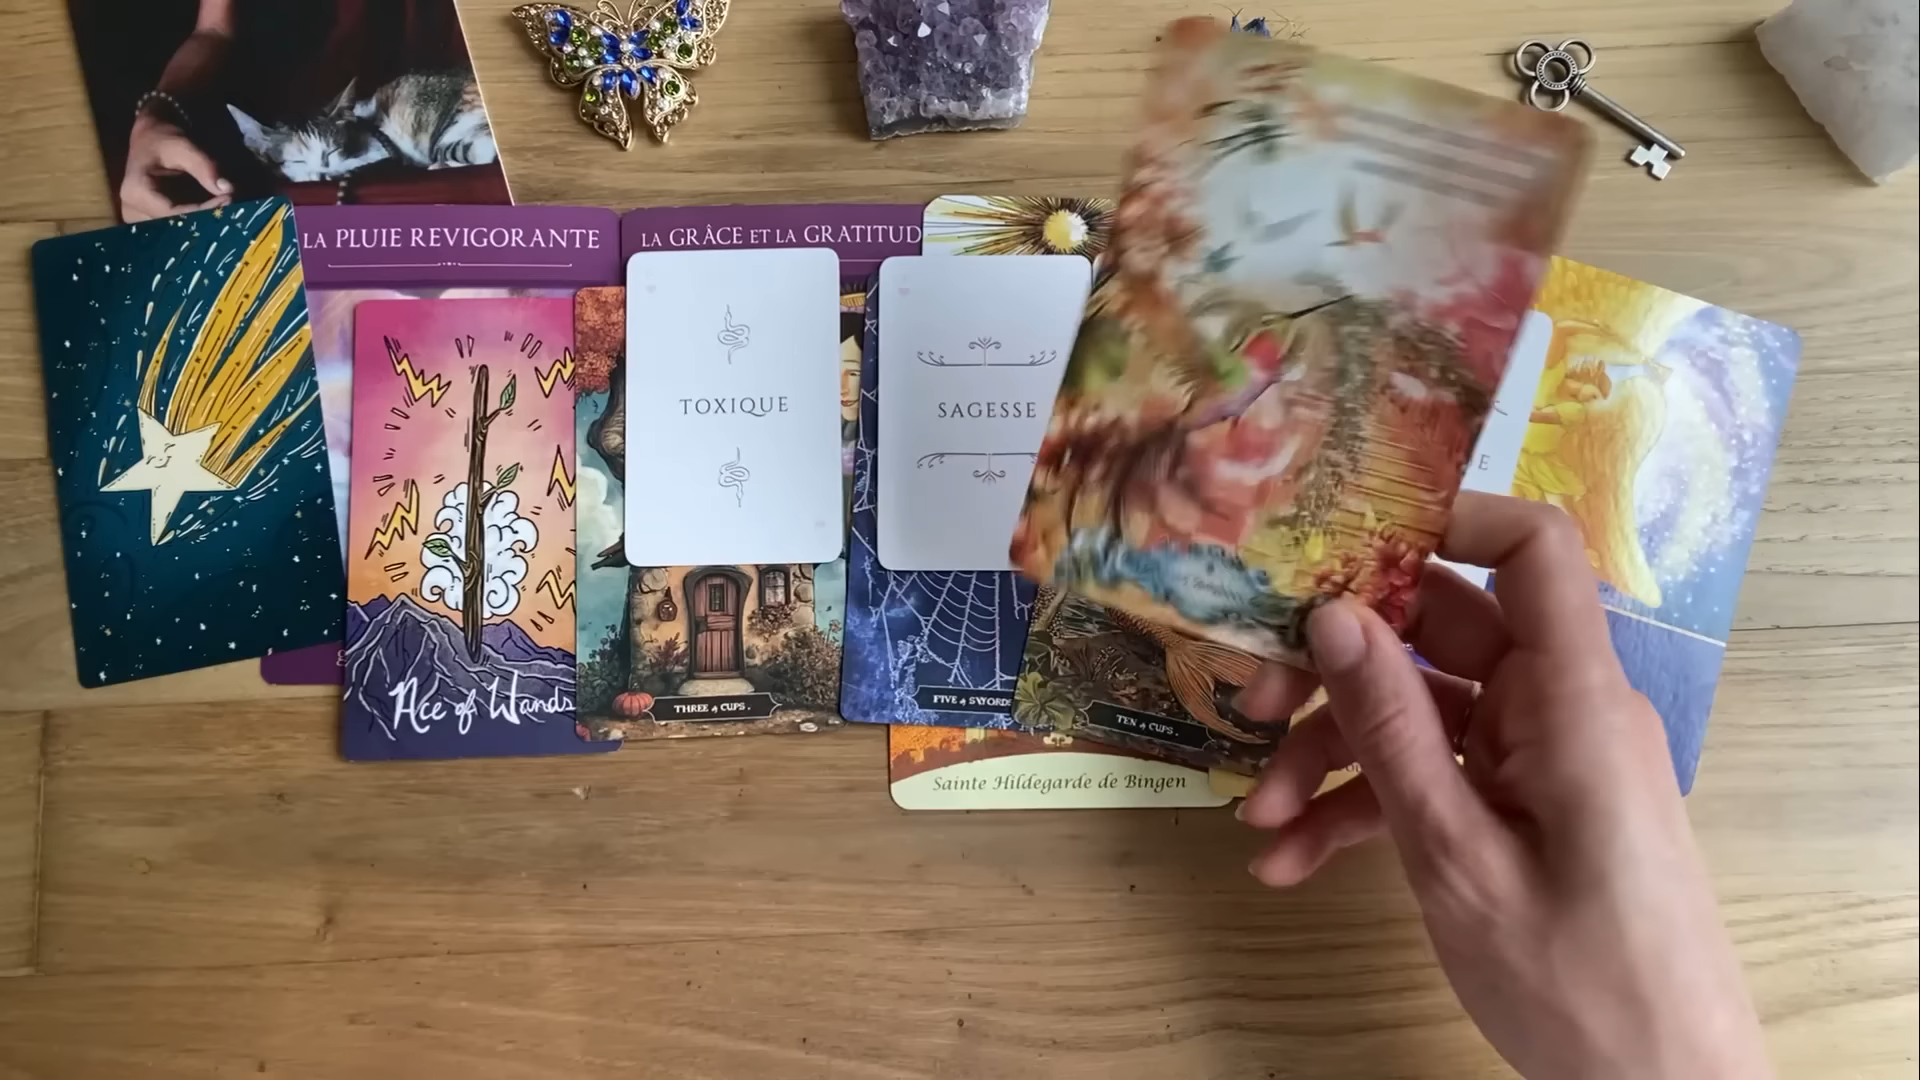 LA PLUIE REVIGORANTE
LA GRÂCE ET LA GRATITUD
TOXIQUE
SAGESSE
E
Ace of Wands
THREE of CUPS.
FIVE of SWORDS
TEN of CUPS.
Sainte Hildegarde de Bingen